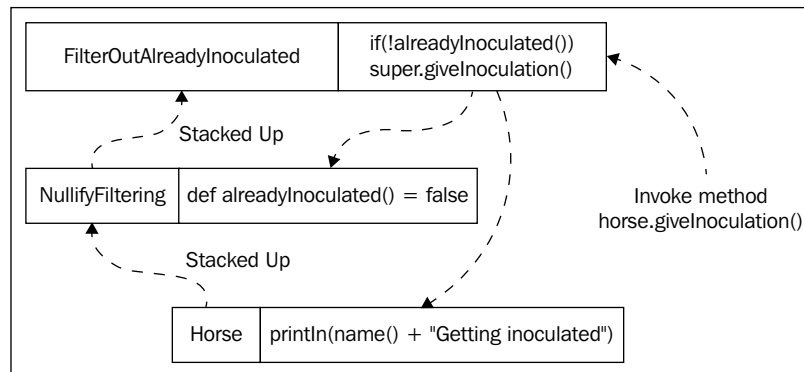 FilterOutAlreadyInoculated
if(!alreadyInoculated())
super.giveInoculation()
Stacked Up
NullifyFiltering
def alreadyInoculated() = false
Invoke method
horse.giveInoculation()
Stacked Up
Horse
println(name() + "Getting inoculated")